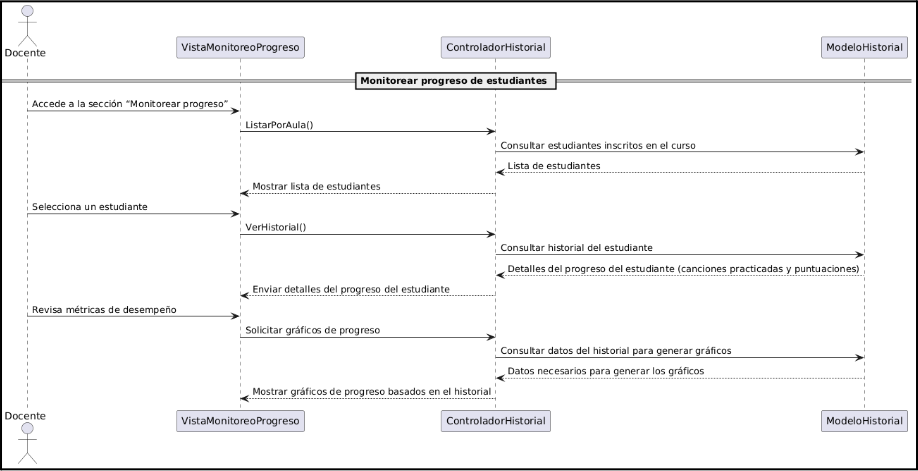 Docente
VistaMonitoreoProgreso
ControladorHistorial
ModeloHistorial
Monitorear progreso de estudiantes
Accede a la sección “Monitorear progreso”
ListarPorAula()
Consultar estudiantes inscritos en el curso
Lista de estudiantes
Mostrar lista de estudiantes
Selecciona un estudiante
VerHistorial()
Consultar historial del estudiante
Detalles del progreso del estudiante (canciones practicadas y puntuaciones)
Enviar detalles del progreso del estudiante
Revisa métricas de desempeño
Solicitar gráficos de progreso
Consultar datos del historial para generar gráficos
Datos necesarios para generar los gráficos
Mostrar gráficos de progreso basados en el historial
Docente
VistaMonitoreoProgreso
ControladorHistorial
ModeloHistorial